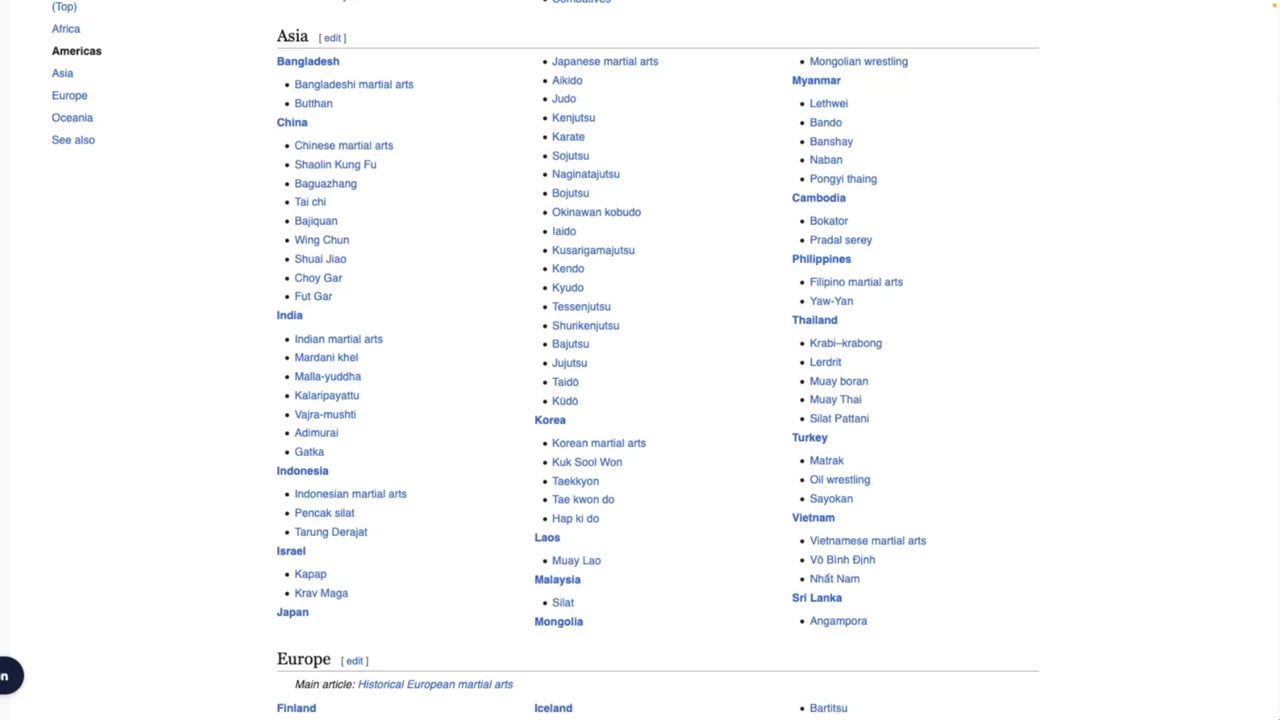 (Top)
Africa
Americas
Asia
Europe
Oceania
See also
Combatives
Asia [ edit ]
Bangladesh
Bangladeshi martial arts
Butthan
China
Chinese martial arts
Shaolin Kung Fu
Baguazhang
Tai chi
Bajiquan
Wing Chun
Shuai Jiao
Choy Gar
Fut Gar
India
Indian martial arts
Mardani khel
Malla-yuddha
Kalaripayattu
Vajra-mushti
Adimurai
Gatka
Indonesia
Indonesian martial arts
Pencak silat
Tarung Derajat
Israel
Kapap
Krav Maga
Japan
Japanese martial arts
Aikido
Judo
Kenjutsu
Karate
Sojutsu
Naginatajutsu
Bojutsu
Okinawan kobudo
Iaido
Kusarigamajutsu
Kendo
Kyudo
Tessenjutsu
Shurikenjutsu
Bajutsu
Jujutsu
Taidō
Kūdō
Korea
Korean martial arts
Kuk Sool Won
Taekkyon
Tae kwon do
Hap ki do
Laos
Muay Lao
Malaysia
Silat
Mongolia
Mongolian wrestling
Myanmar
Lethwei
Bando
Banshay
Naban
Pongyi thaing
Cambodia
Bokator
Pradal serey
Philippines
Filipino martial arts
Yaw-Yan
Thailand
Krabi–krabong
Lerdrit
Muay boran
Muay Thai
Silat Pattani
Turkey
Matrak
Oil wrestling
Sayokan
Vietnam
Vietnamese martial arts
Võ Bình Định
Nhất Nam
Sri Lanka
Angampora
Europe [ edit ]
Main article: Historical European martial arts
Finland
Iceland
Bartitsu